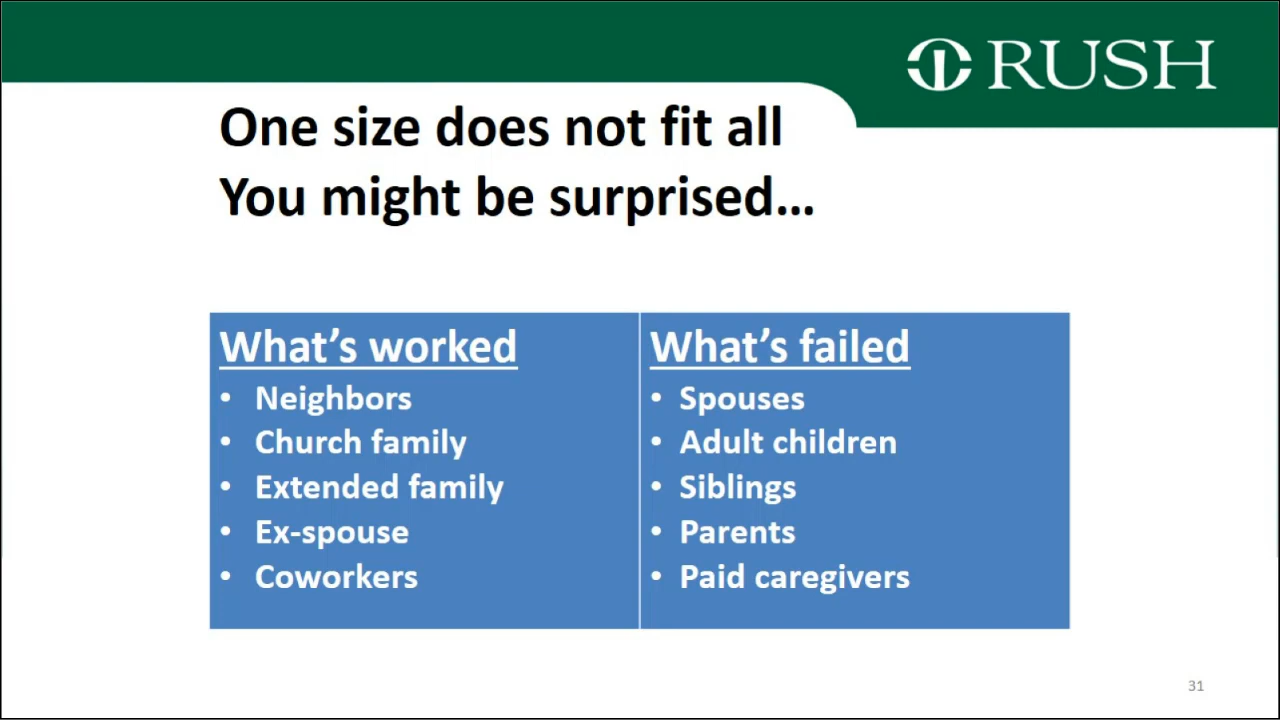 RUSH
One size does not fit all
You might be surprised…
What’s worked
• Neighbors
• Church family
• Extended family
• Ex-spouse
• Coworkers
What’s failed
• Spouses
• Adult children
• Siblings
• Parents
• Paid caregivers
31